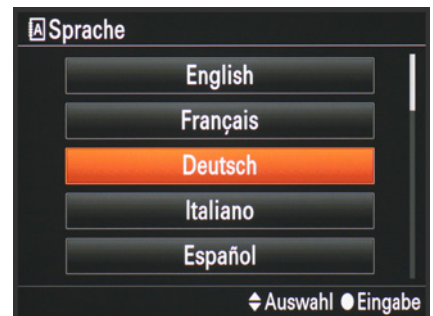 A Sprache
English
Français
Deutsch
Italiano
Español
Auswahl Eingabe